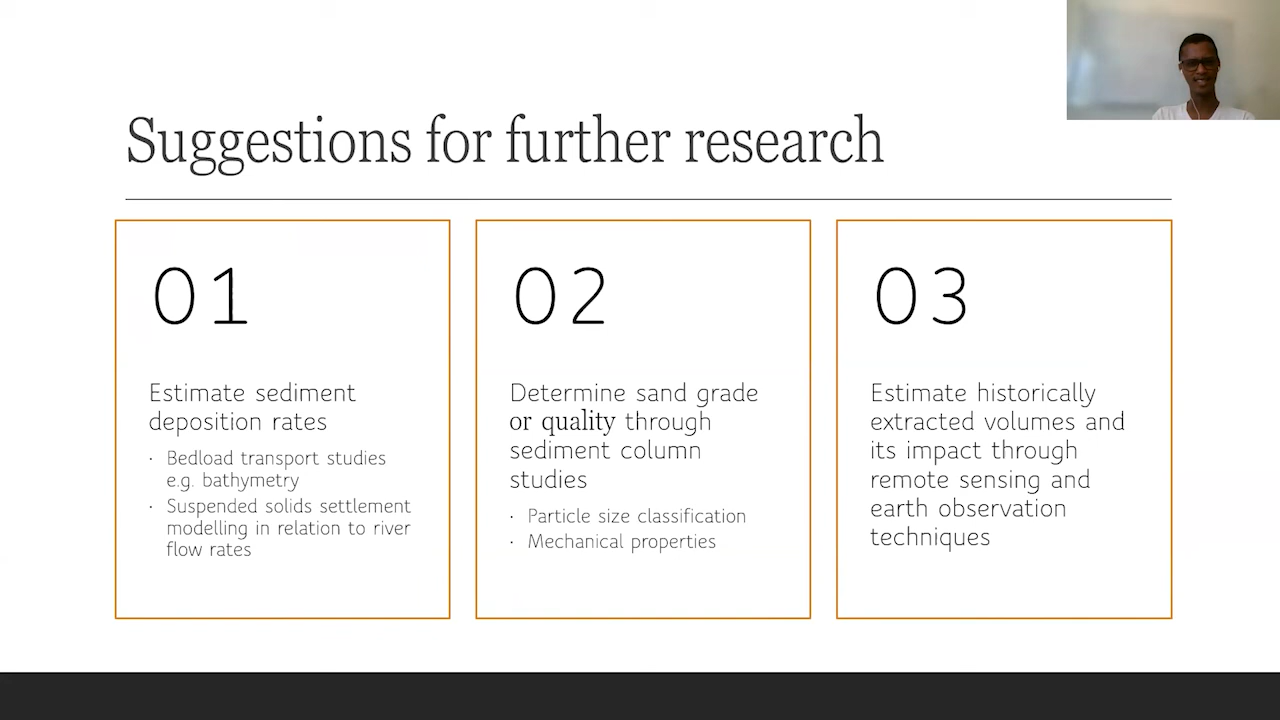 Suggestions for further research
01
Estimate sediment
deposition rates
· Bedload transport studies
e.g. bathymetry
· Suspended solids settlement
modelling in relation to river
flow rates
02
Determine sand grade
or quality through
sediment column
studies
· Particle size classification
· Mechanical properties
03
Estimate historically
extracted volumes and
its impact through
remote sensing and
earth observation
techniques